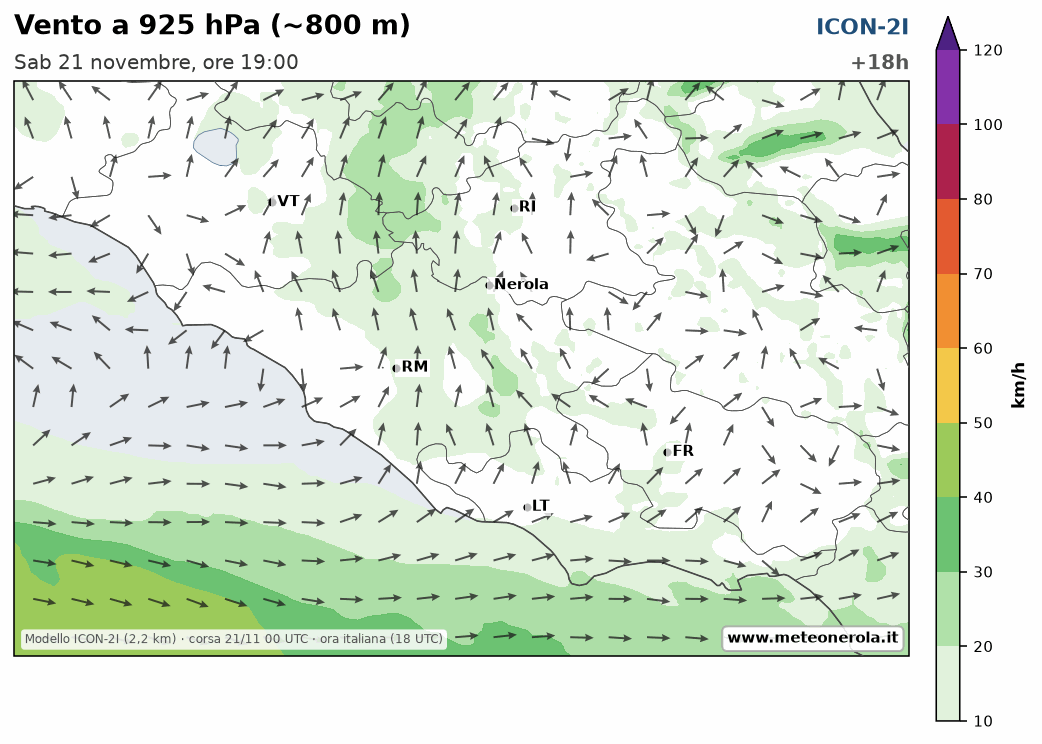 Vento a 925 hPa (~800 m)
ICON-2I
Sab 21 novembre, ore 19:00
+18h
VT
RI
Nerola
RM
FR
LT
Modello ICON-2I (2,2 km) · corsa 21/11 00 UTC · ora italiana (18 UTC)
www.meteonerola.it
120
100
80
70
60
50
40
30
20
10
km/h